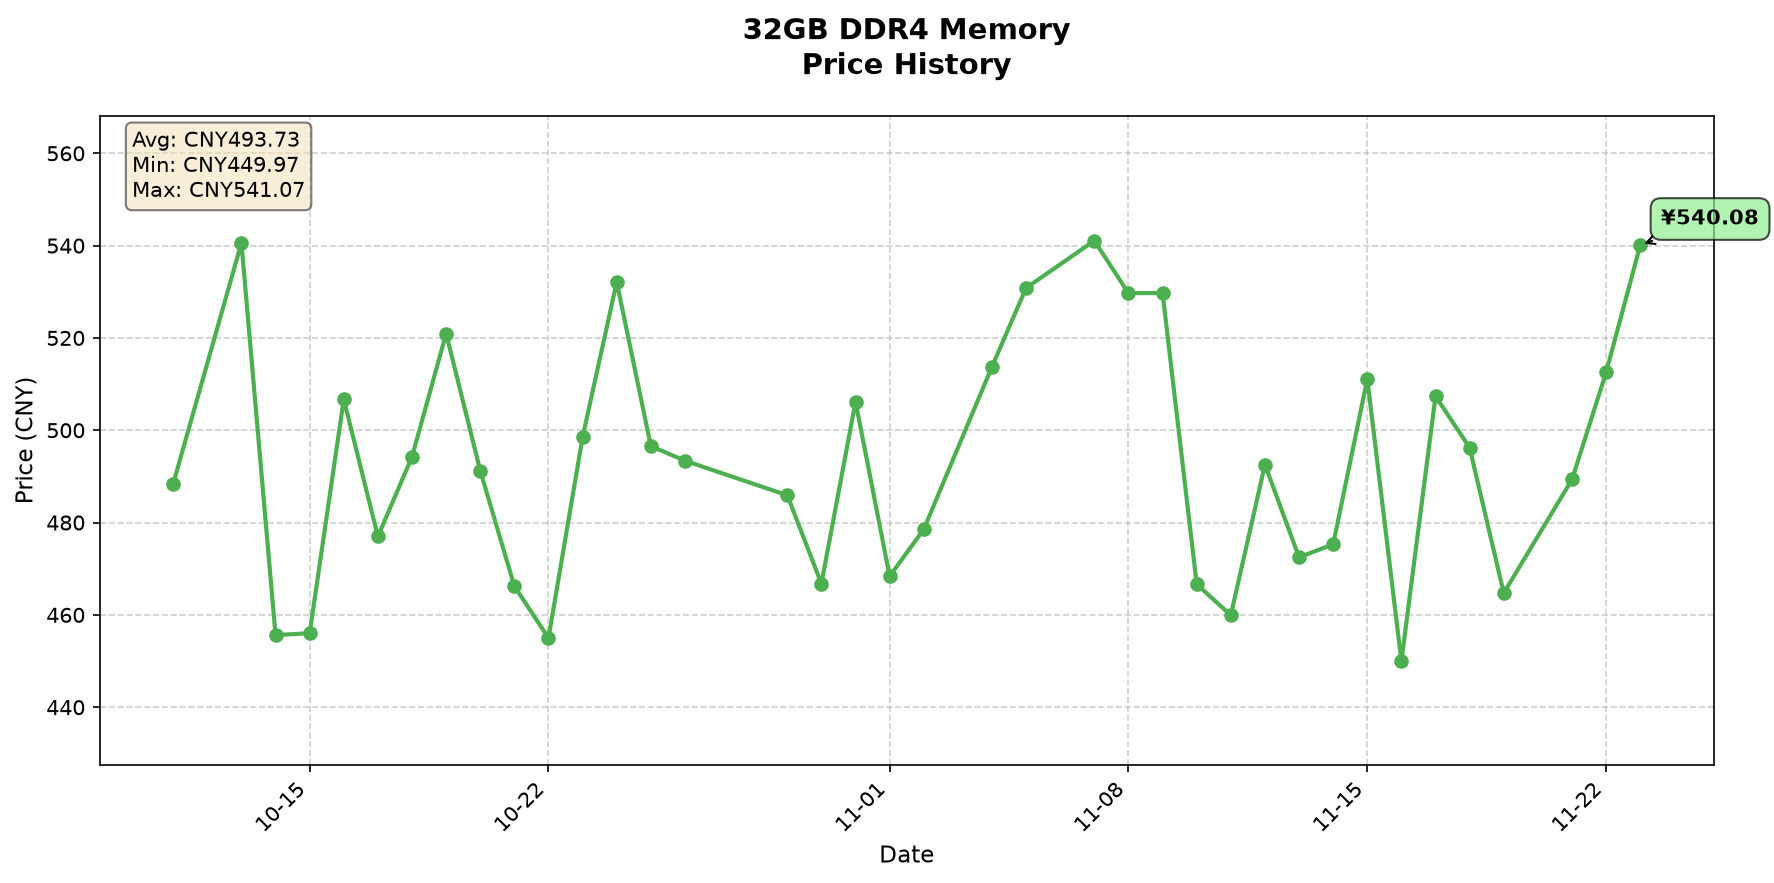 32GB DDR4 Memory
Price History
Avg: CNY493.73
Min: CNY449.97
Max: CNY541.07
¥540.08
Price (CNY)
560
540
520
500
480
460
440
10-15
10-22
11-01
11-08
11-15
11-22
Date